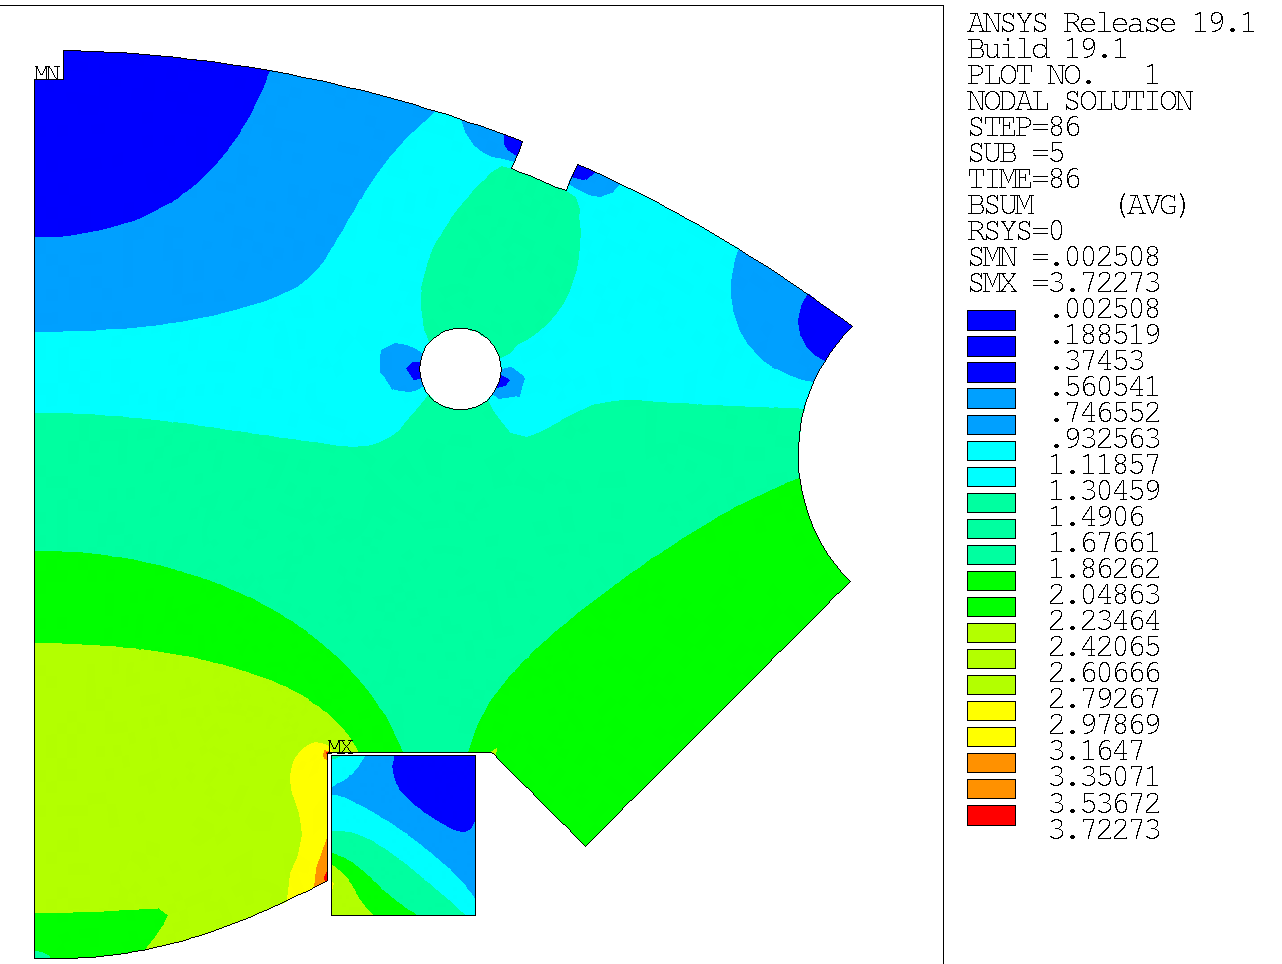 ANSYS Release 19.1
Build 19.1
PLOT NO.   1
NODAL SOLUTION
STEP=86
SUB =5
TIME=86
BSUM     (AVG)
RSYS=0
SMN =.002508
SMX =3.72273
.002508
.188519
.37453
.560541
.746552
.932563
1.11857
1.30459
1.4906
1.67661
1.86262
2.04863
2.23464
2.42065
2.60666
2.79267
2.97869
3.1647
3.35071
3.53672
3.72273
MN
MX